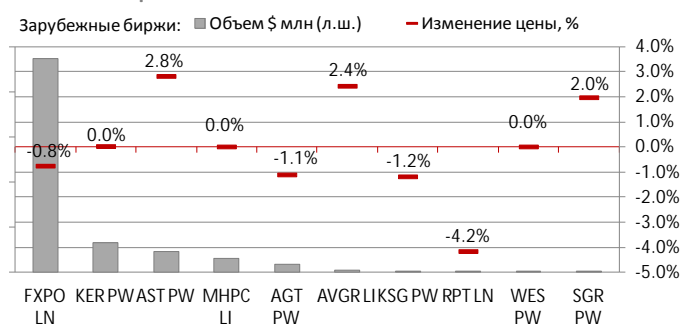 Зарубежные биржи: Объем $ млн (л.ш.) Изменение цены, %
4.0%
3.0%
2.0%
1.0%
0.0%
-1.0%
-2.0%
-3.0%
-4.0%
-5.0%
-0.8%
0.0%
2.8%
0.0%
-1.1%
2.4%
-1.2%
-4.2%
0.0%
2.0%
FXPO LN
KER PW
AST PW
MHPC LI
AGT PW
AVGR LI
KSG PW
RPT LN
WES PW
SGR PW